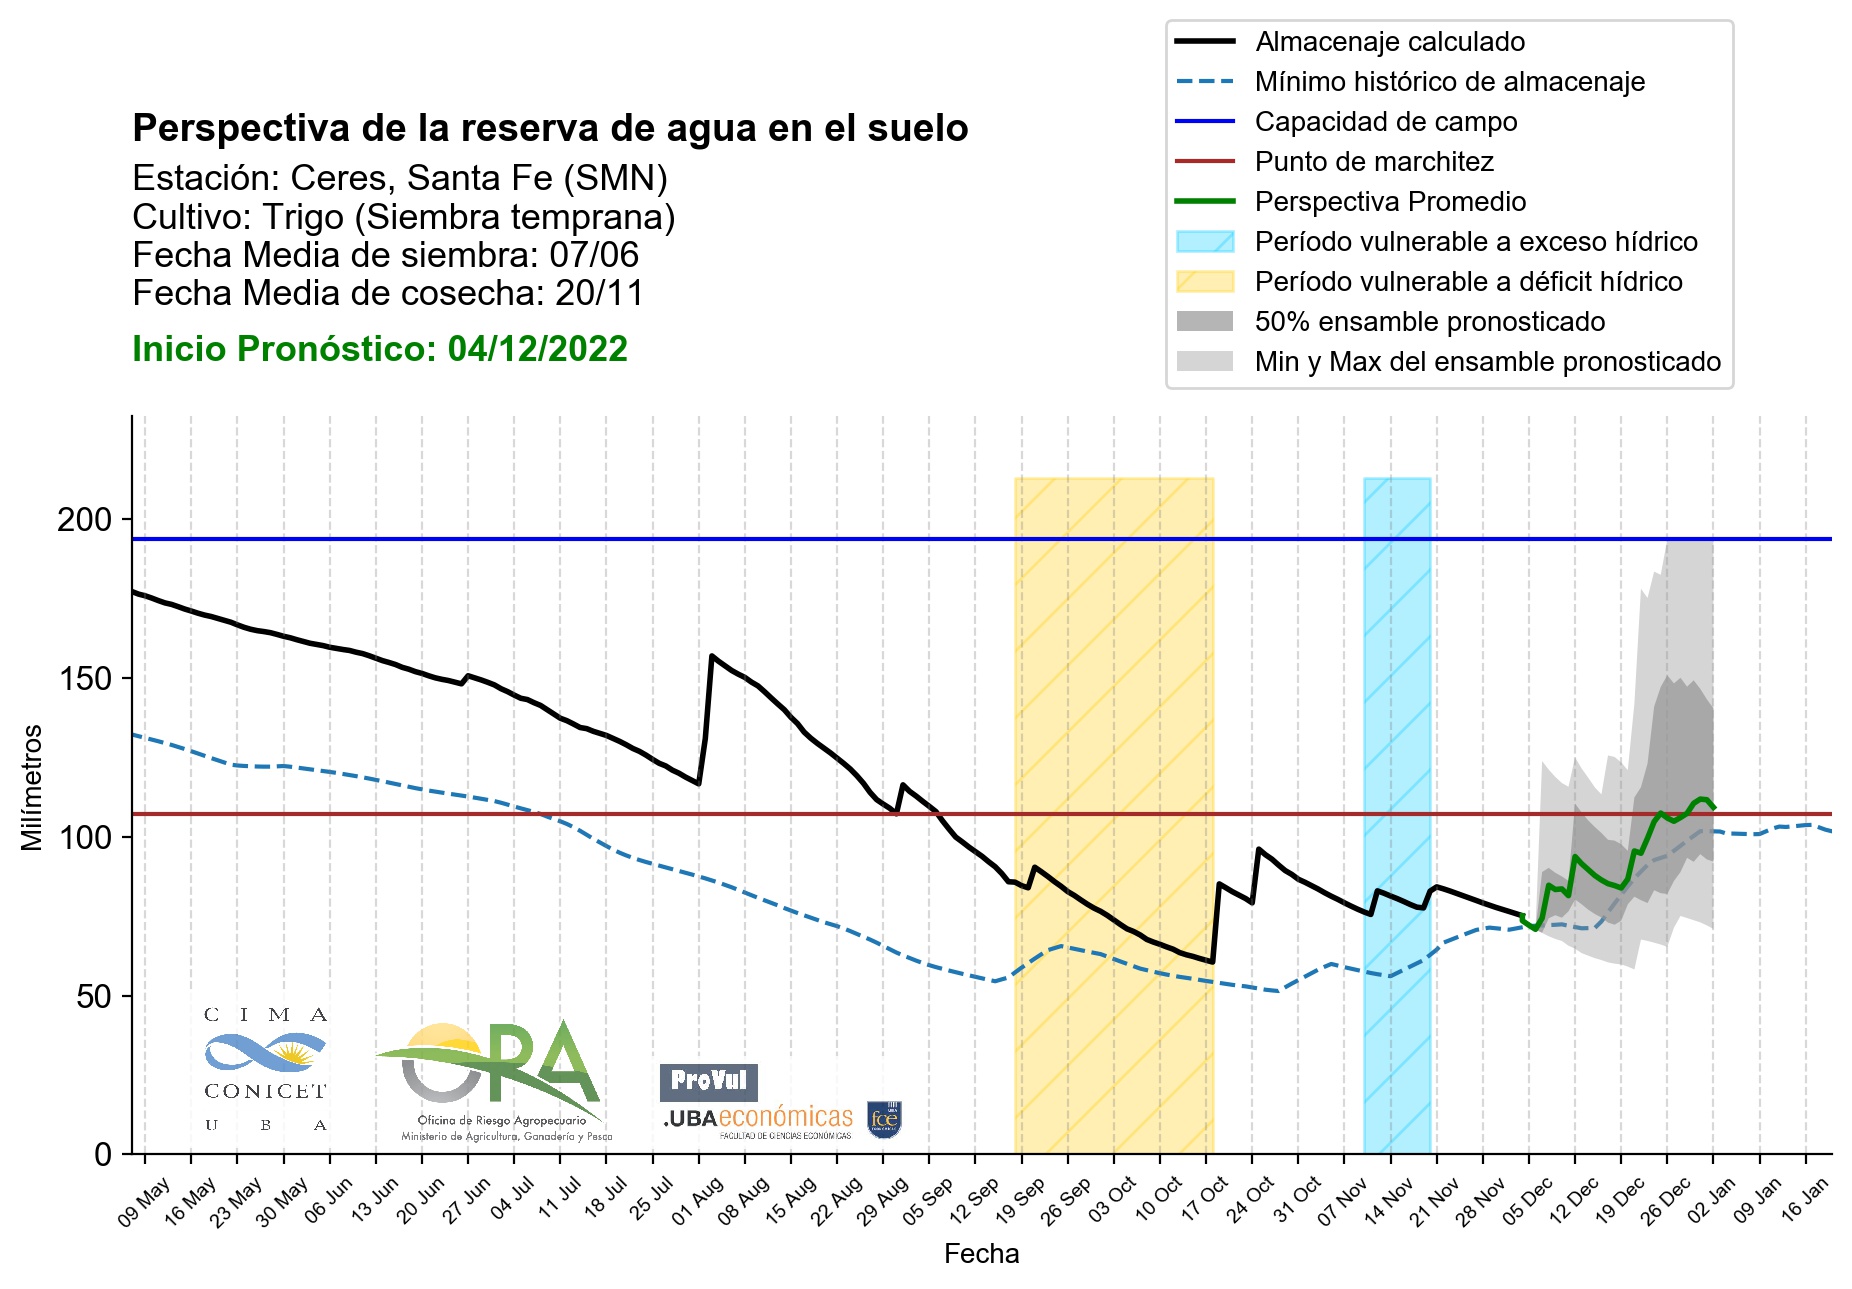 Almacenaje calculado
Mínimo histórico de almacenaje
Capacidad de campo
Punto de marchitez
Perspectiva Promedio
Período vulnerable a exceso hídrico
Período vulnerable a déficit hídrico
50% ensamble pronosticado
Min y Max del ensamble pronosticado
Perspectiva de la reserva de agua en el suelo
Estación: Ceres, Santa Fe (SMN)
Cultivo: Trigo (Siembra temprana)
Fecha Media de siembra: 07/06
Fecha Media de cosecha: 20/11
Inicio Pronóstico: 04/12/2022
Milímetros
200
150
100
50
0
CIMA
CONICET
UBA
OPA
Oficina de Riesgo Agropecuario
Ministerio de Agricultura, Ganadería y Pesca
ProVul
.UBAeconómicas
FACULTAD DE CIENCIAS ECONÓMICAS
fce
09 May
16 May
23 May
30 May
06 Jun
13 Jun
20 Jun
27 Jun
04 Jul
11 Jul
18 Jul
25 Jul
01 Aug
08 Aug
15 Aug
22 Aug
29 Aug
05 Sep
12 Sep
19 Sep
26 Sep
03 Oct
10 Oct
17 Oct
24 Oct
31 Oct
07 Nov
14 Nov
21 Nov
28 Nov
05 Dec
12 Dec
19 Dec
26 Dec
02 Jan
09 Jan
16 Jan
Fecha